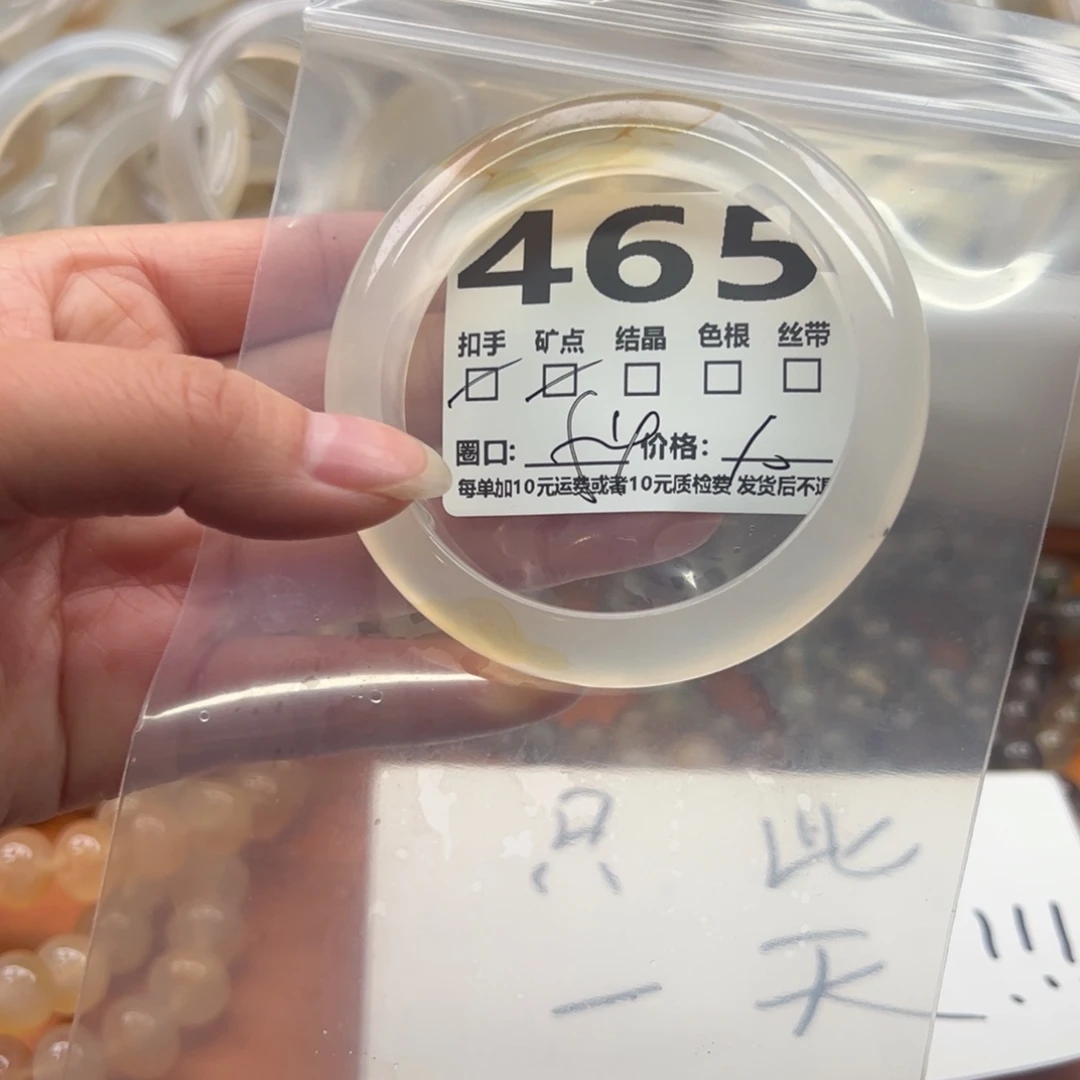 465
扣手 矿点 结晶 色根 丝带
圈口: 价格: 10
每单加10元运费或者10元质检费 发货后不退
只 此
一 天 !!!